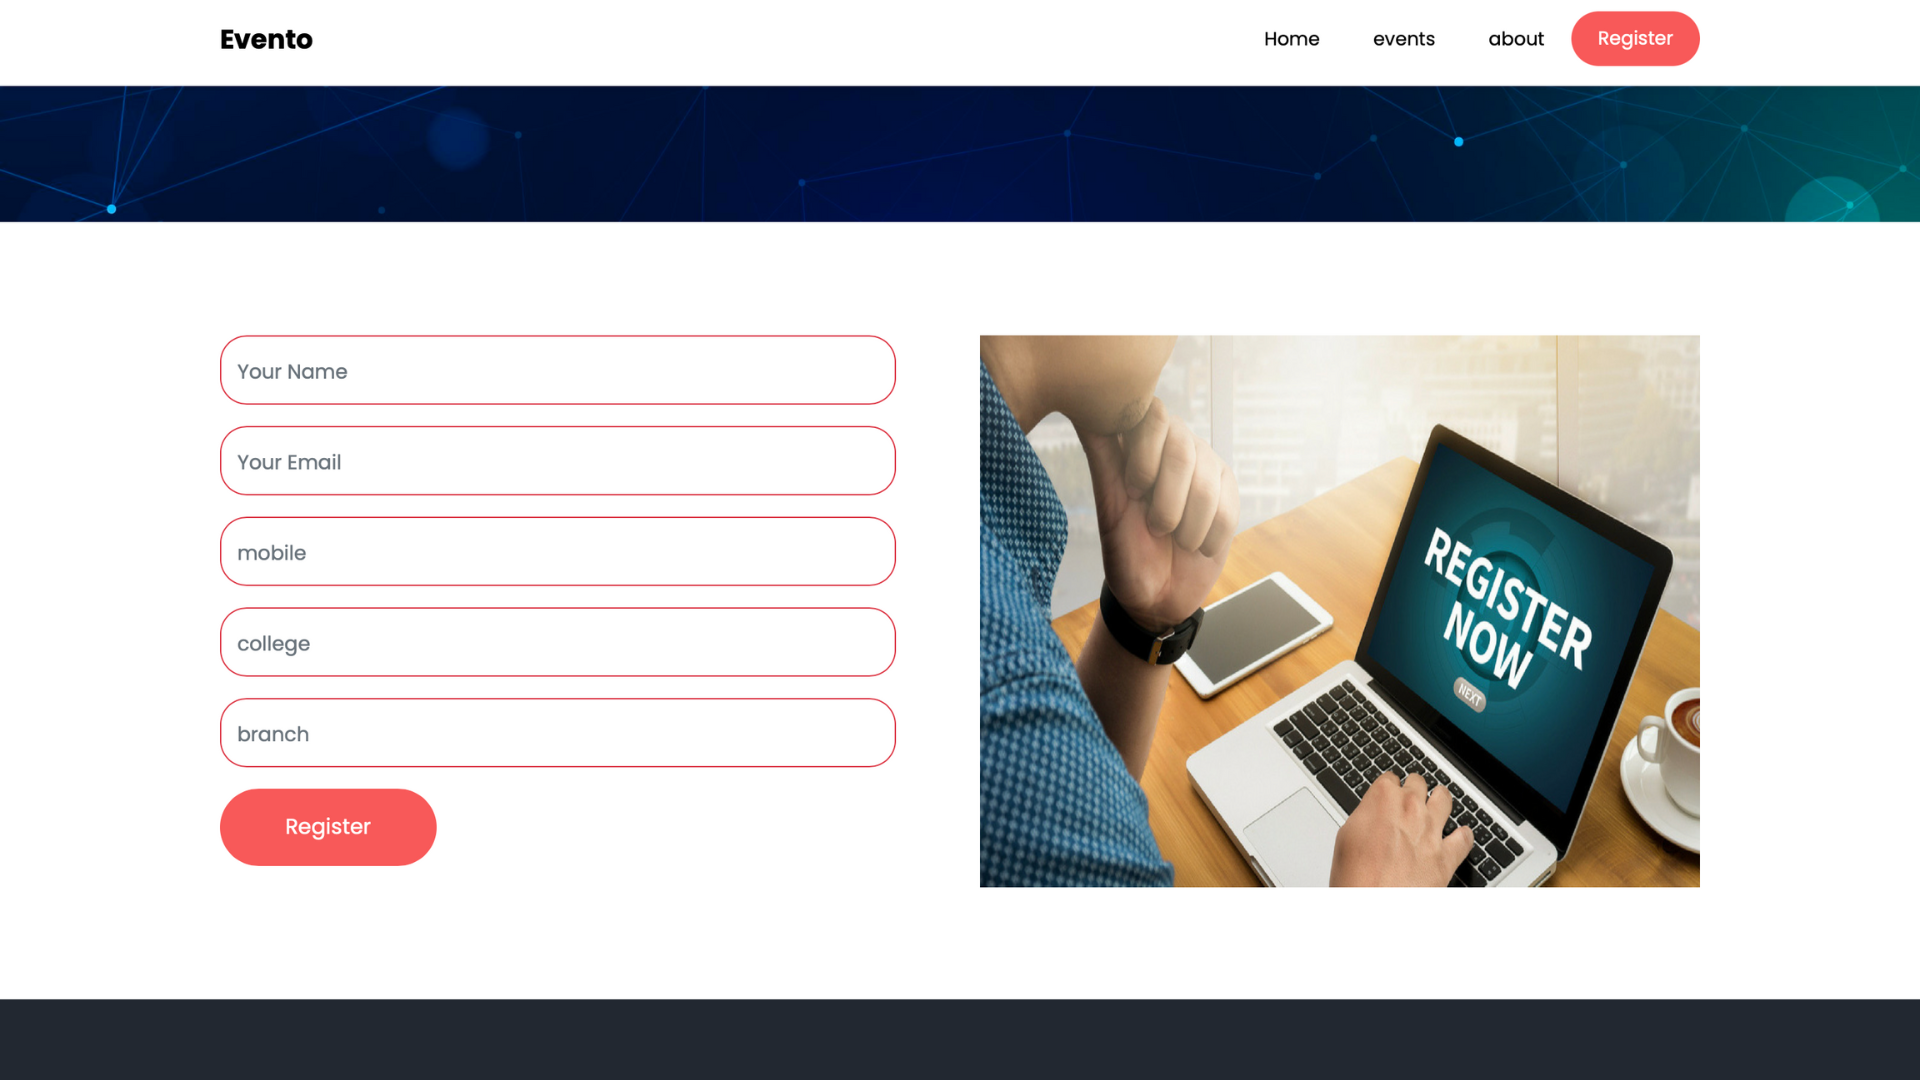 Evento
Home events about Register
Your Name
Your Email
mobile
college
branch
Register
REGISTER
NOW
NEXT